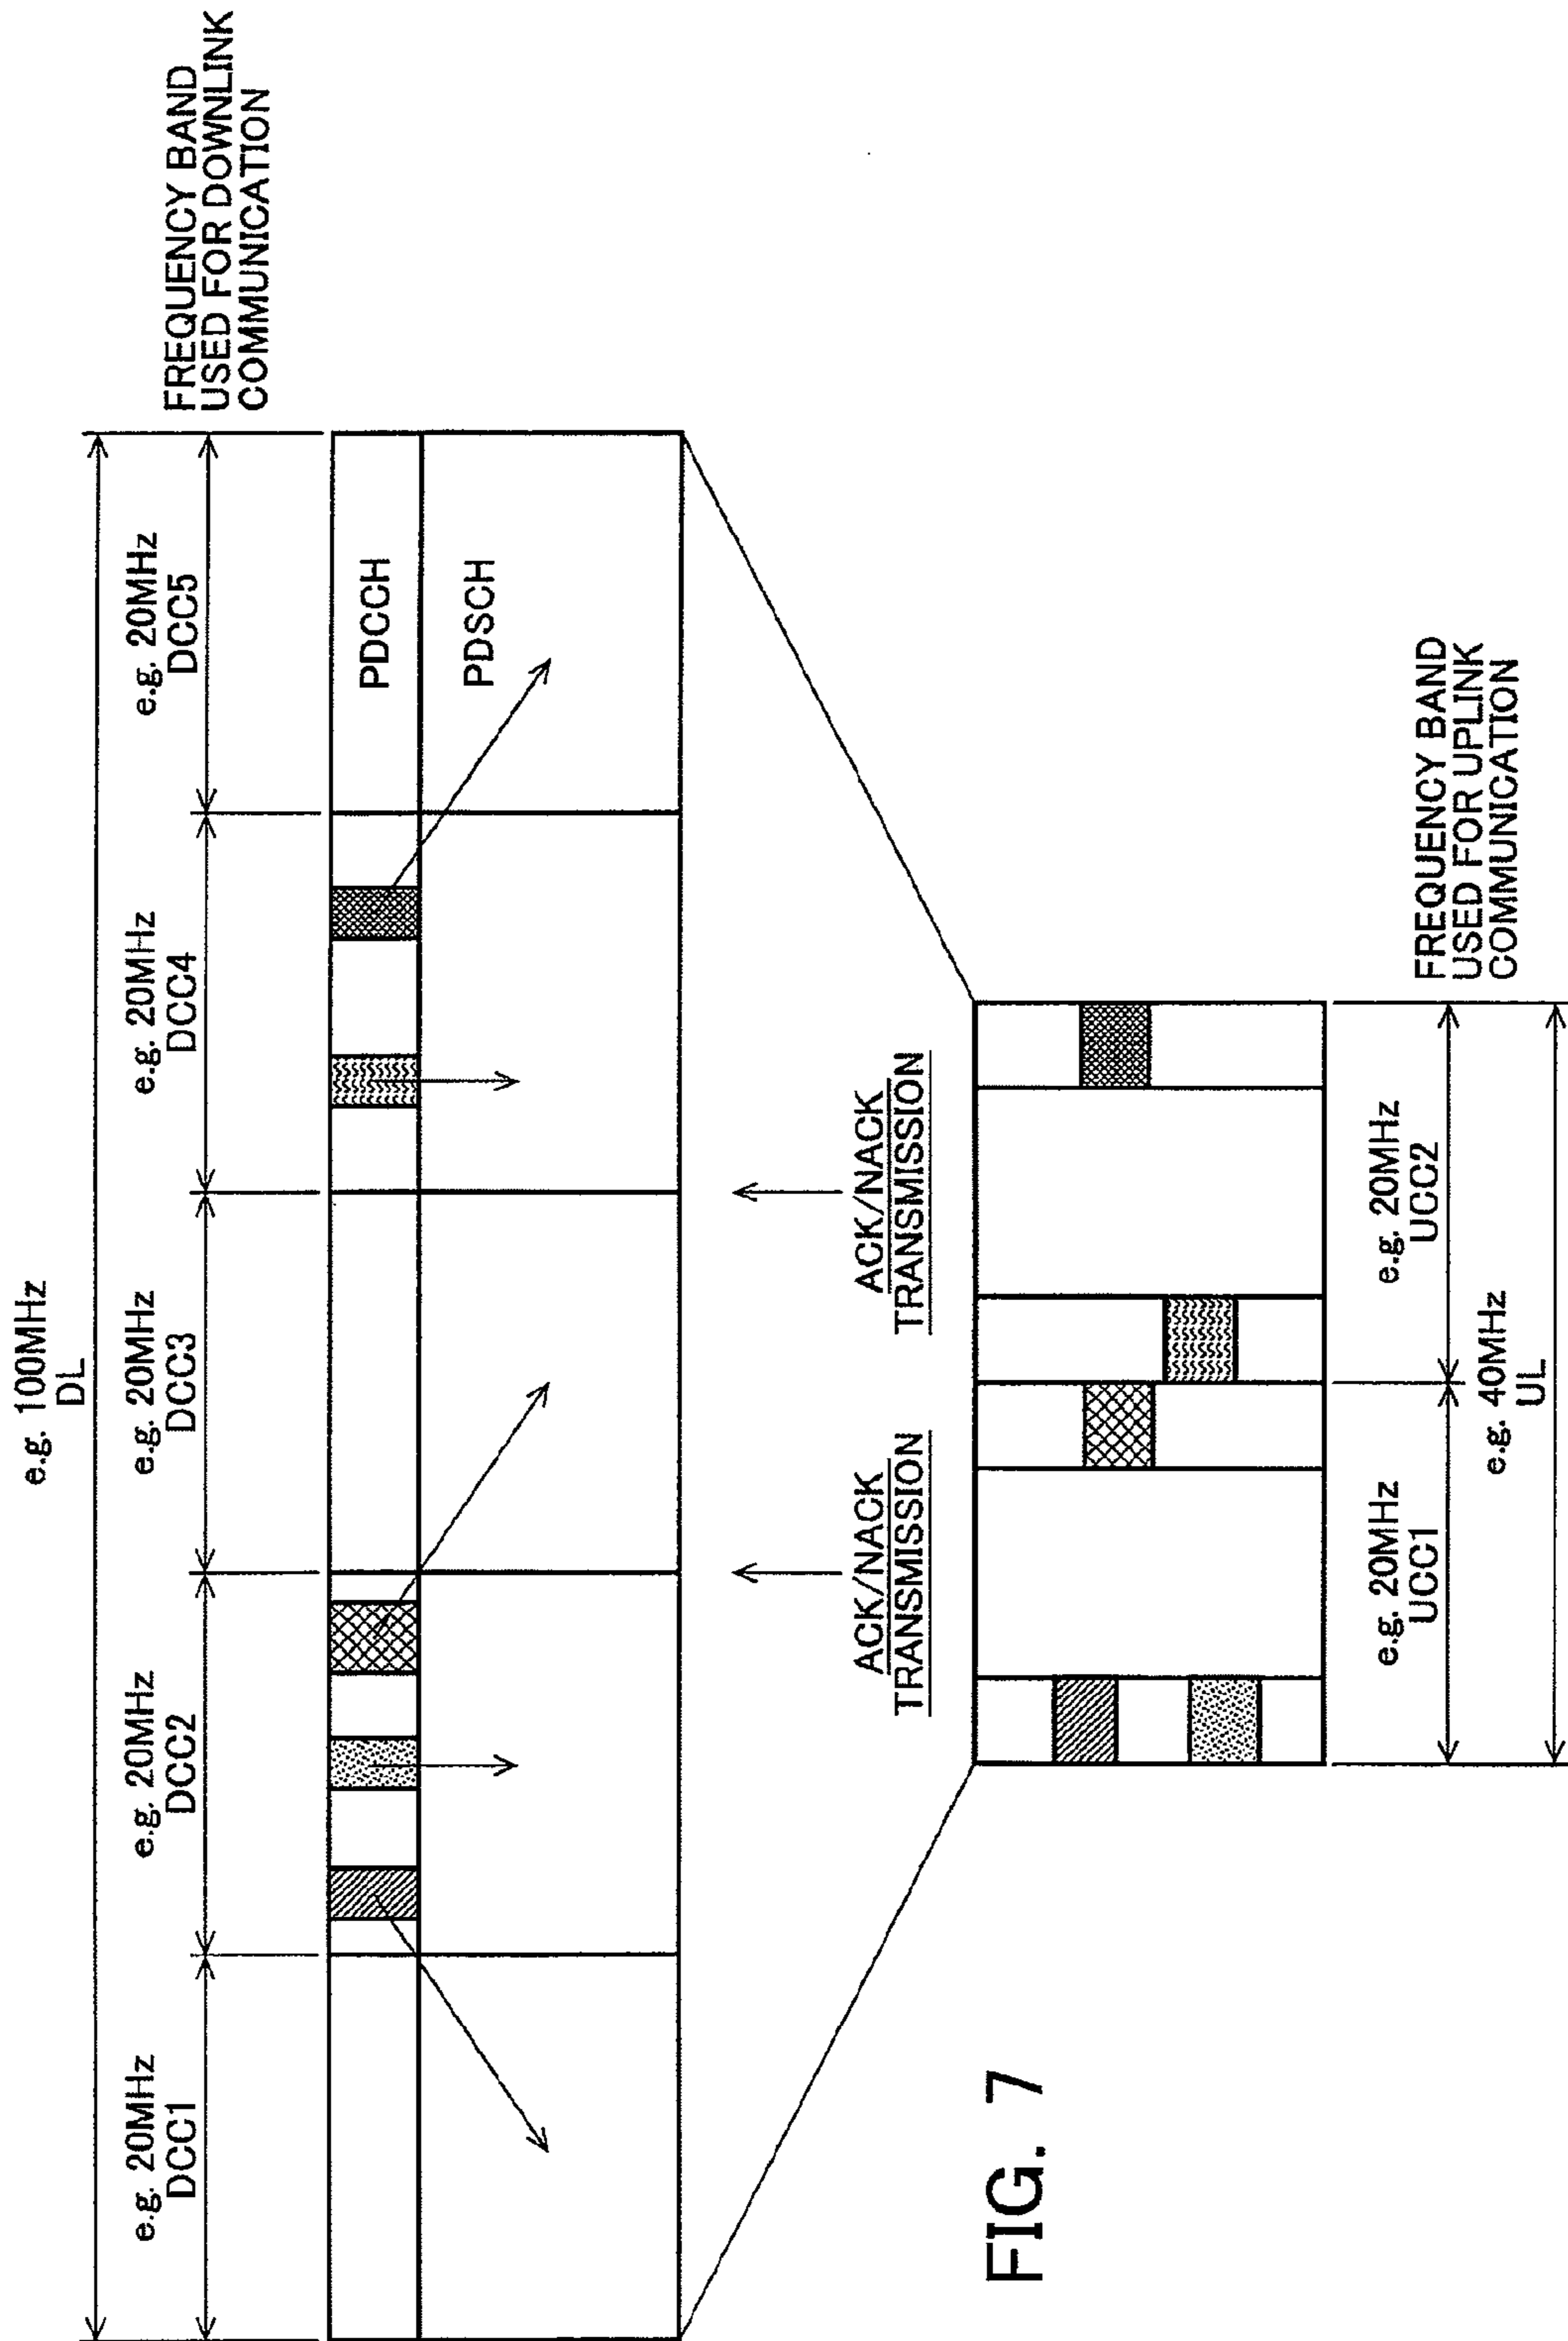 e.g. 100MHz
DL
e.g. 20MHz
DCC1
e.g. 20MHz
DCC2
e.g. 20MHz
DCC3
e.g. 20MHz
DCC4
e.g. 20MHz
DCC5
FREQUENCY BAND
USED FOR DOWNLINK
COMMUNICATION
PDCCH
PDSCH
ACK/NACK
TRANSMISSION
ACK/NACK
TRANSMISSION
e.g. 20MHz
UCC1
e.g. 20MHz
UCC2
e.g. 40MHz
UL
FREQUENCY BAND
USED FOR UPLINK
COMMUNICATION
FIG. 7